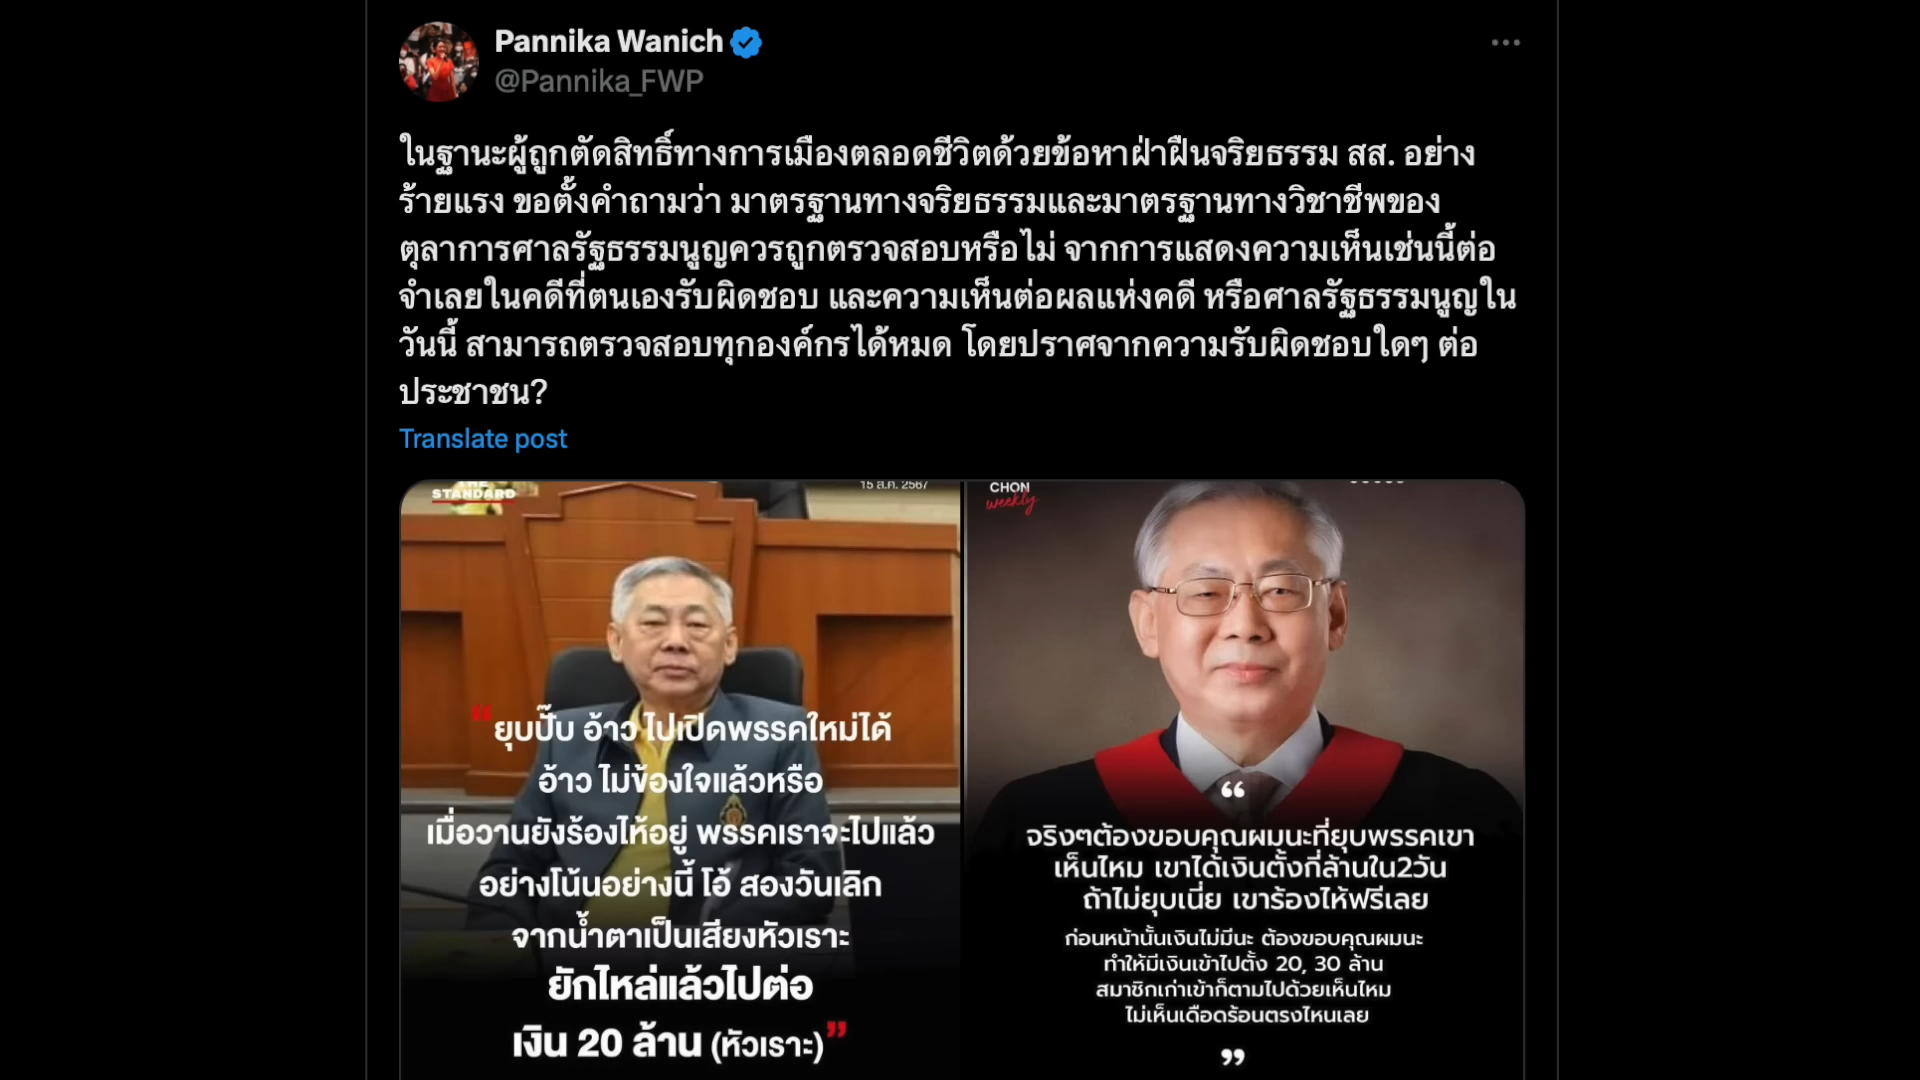 Pannika Wanich
@Pannika_FWP
ในฐานะผู้ถูกตัดสิทธิ์ทางการเมืองตลอดชีวิตด้วยข้อหาฝ่าฝืนจริยธรรม สส. อย่าง
ร้ายแรง ขอตั้งคำถามว่า มาตรฐานทางจริยธรรมและมาตรฐานทางวิชาชีพของ
ตุลาการศาลรัฐธรรมนูญควรถูกตรวจสอบหรือไม่ จากการแสดงความเห็นเช่นนี้ต่อ
จำเลยในคดีที่ตนเองรับผิดชอบ และความเห็นต่อผลแห่งคดี หรือศาลรัฐธรรมนูญใน
วันนี้ สามารถตรวจสอบทุกองค์กรได้หมด โดยปราศจากความรับผิดชอบใดๆ ต่อ
ประชาชน?
Translate post
THE
STANDARD
15 ส.ค. 2567
“ยุบปั๊บ อ้าว ไปเปิดพรรคใหม่ได้
อ้าว ไม่ข้องใจแล้วหรือ
เมื่อวานยังร้องไห้อยู่ พรรคเราจะไปแล้ว
อย่างโน้นอย่างนี้ โอ้ สองวันเลิก
จากน้ำตาเป็นเสียงหัวเราะ
ยักไหล่แล้วไปต่อ
เงิน 20 ล้าน (หัวเราะ)”
CHON
weekly
“
จริงๆต้องขอบคุณผมนะที่ยุบพรรคเขา
เห็นไหม เขาได้เงินตั้งกี่ล้านใน2วัน
ถ้าไม่ยุบเนี่ย เขาร้องไห้ฟรีเลย
ก่อนหน้านั้นเงินไม่มีนะ ต้องขอบคุณผมนะ
ทำให้มีเงินเข้าไปตั้ง 20, 30 ล้าน
สมาชิกเก่าเข้าก็ตามไปด้วยเห็นไหม
ไม่เห็นเดือดร้อนตรงไหนเลย
”